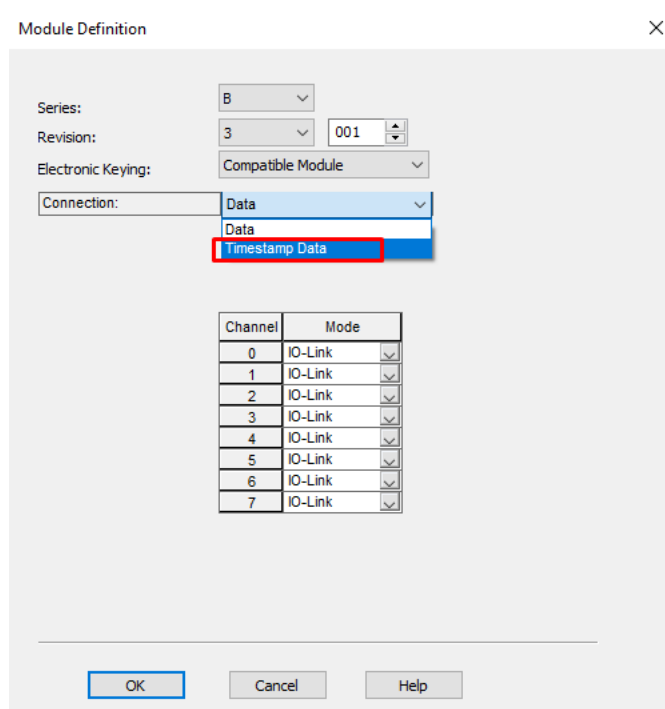 Module Definition
Series: B
Revision: 3 001
Electronic Keying: Compatible Module
Connection: Data
Data
Timestamp Data
Channel Mode
0 IO-Link
1 IO-Link
2 IO-Link
3 IO-Link
4 IO-Link
5 IO-Link
6 IO-Link
7 IO-Link
OK Cancel Help